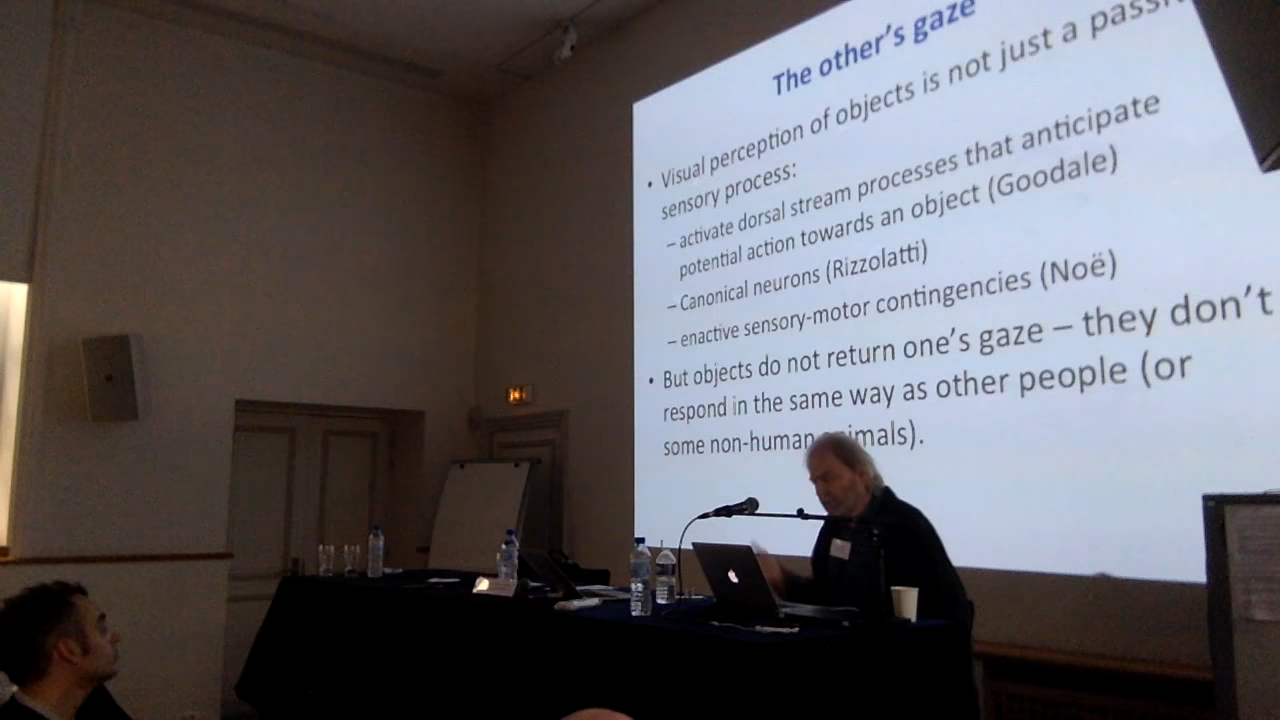 The other's gaze
• Visual perception of objects is not just a
sensory process:
– activate dorsal stream processes that anticipate
potential action towards an object (Goodale)
– Canonical neurons (Rizzolatti)
– enactive sensory-motor contingencies (Noë)
• But objects do not return one's gaze – they don't
respond in the same way as other people (or
some non-human animals).